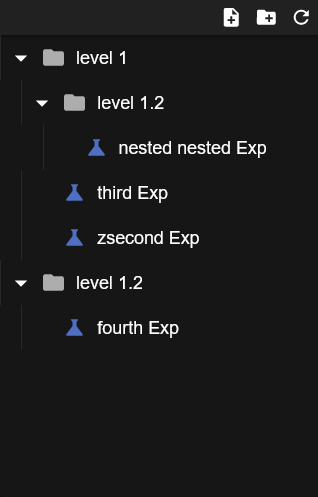 level 1
level 1.2
nested nested Exp
third Exp
zsecond Exp
level 1.2
fourth Exp